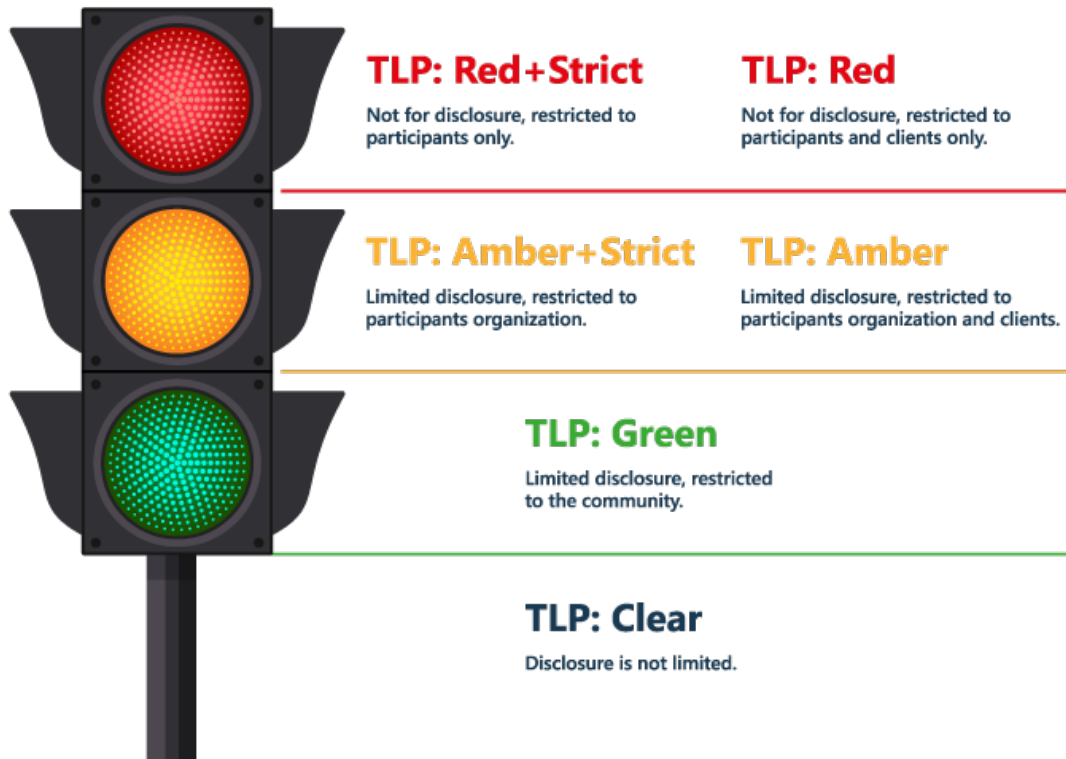 TLP: Red+Strict
Not for disclosure, restricted to
participants only.
TLP: Red
Not for disclosure, restricted to
participants and clients only.
TLP: Amber+Strict
Limited disclosure, restricted to
participants organization.
TLP: Amber
Limited disclosure, restricted to
participants organization and clients.
TLP: Green
Limited disclosure, restricted
to the community.
TLP: Clear
Disclosure is not limited.